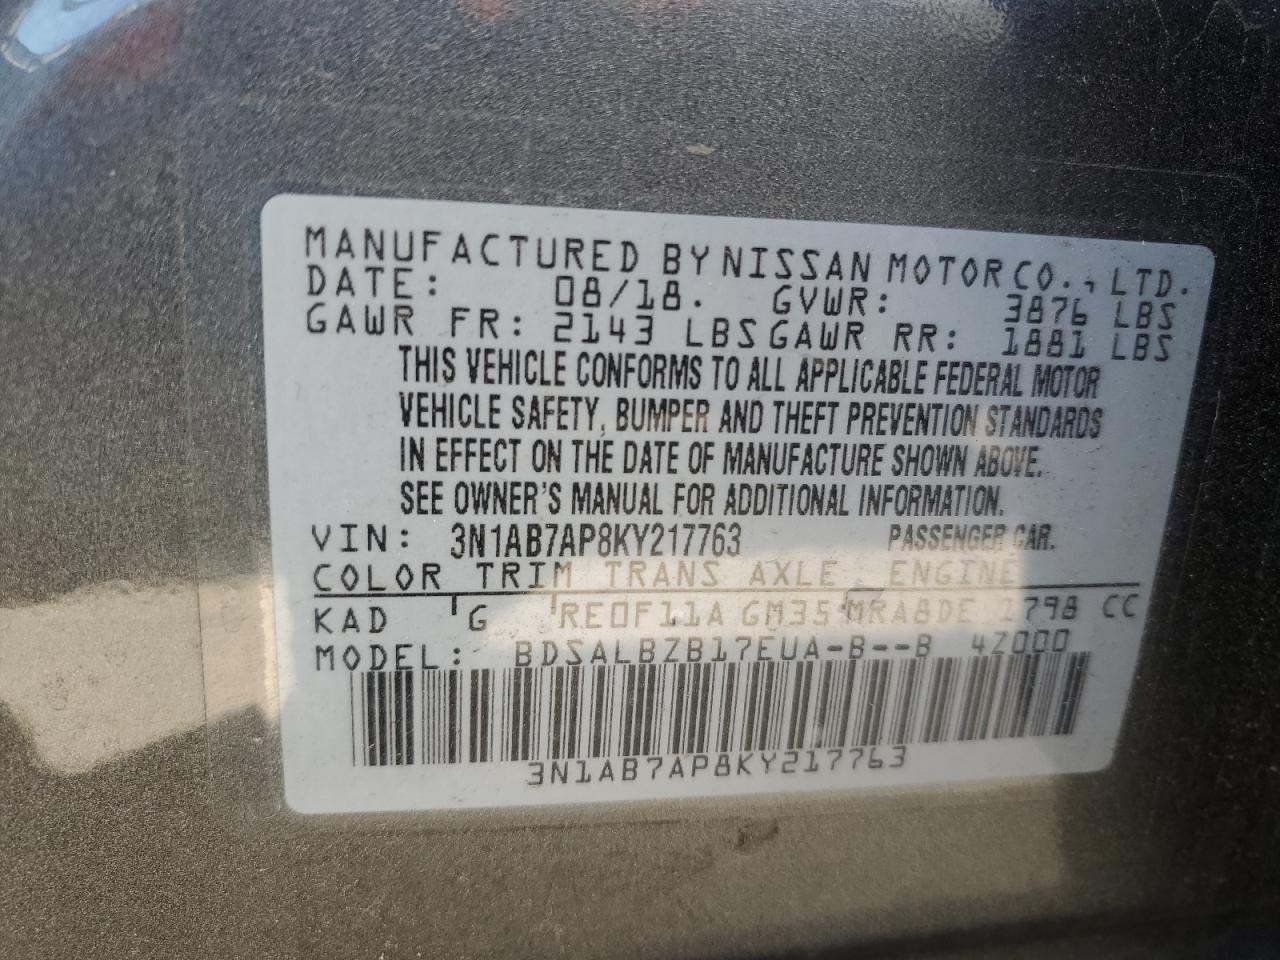 MANUFACTURED BY NISSAN MOTOR CO., LTD.
DATE: 08/18. GVWR: 3876 LBS
GAWR FR: 2143 LBS GAWR RR: 1881 LBS
THIS VEHICLE CONFORMS TO ALL APPLICABLE FEDERAL MOTOR
VEHICLE SAFETY, BUMPER AND THEFT PREVENTION STANDARDS
IN EFFECT ON THE DATE OF MANUFACTURE SHOWN ABOVE.
SEE OWNER'S MANUAL FOR ADDITIONAL INFORMATION.
VIN: 3N1AB7AP8KY217763 PASSENGER CAR.
COLOR TRIM TRANS AXLE ENGINE
KAD G RE0F11A GM35 MRA8DE 1798 CC
MODEL: BDSALBZB17EUA-B--B 4Z000
3N1AB7AP8KY217763